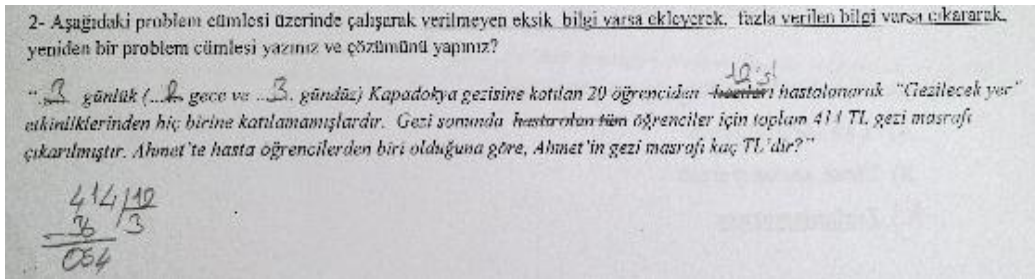 2- Aşağıdaki problem cümlesi üzerinde çalışarak verilmeyen eksik bilgi varsa ekleyerek, fazla verilen bilgi varsa çıkararak,
yeniden bir problem cümlesi yazınız ve çözümünü yapınız?
12'si
"..3. günlük (...2. gece ve ...3. gündüz) Kapadokya gezisine katılan 20 öğrenciden bazıları hastalanarak "Gezilecek yer"
etkinliklerinden hiç birine katılamamışlardır. Gezi sonunda hasta olan tüm öğrenciler için toplam 414 TL gezi masrafı
çıkarılmıştır. Ahmet'te hasta öğrencilerden biri olduğuna göre, Ahmet'in gezi masrafı kaç TL'dir?"
414 12
36 3
054